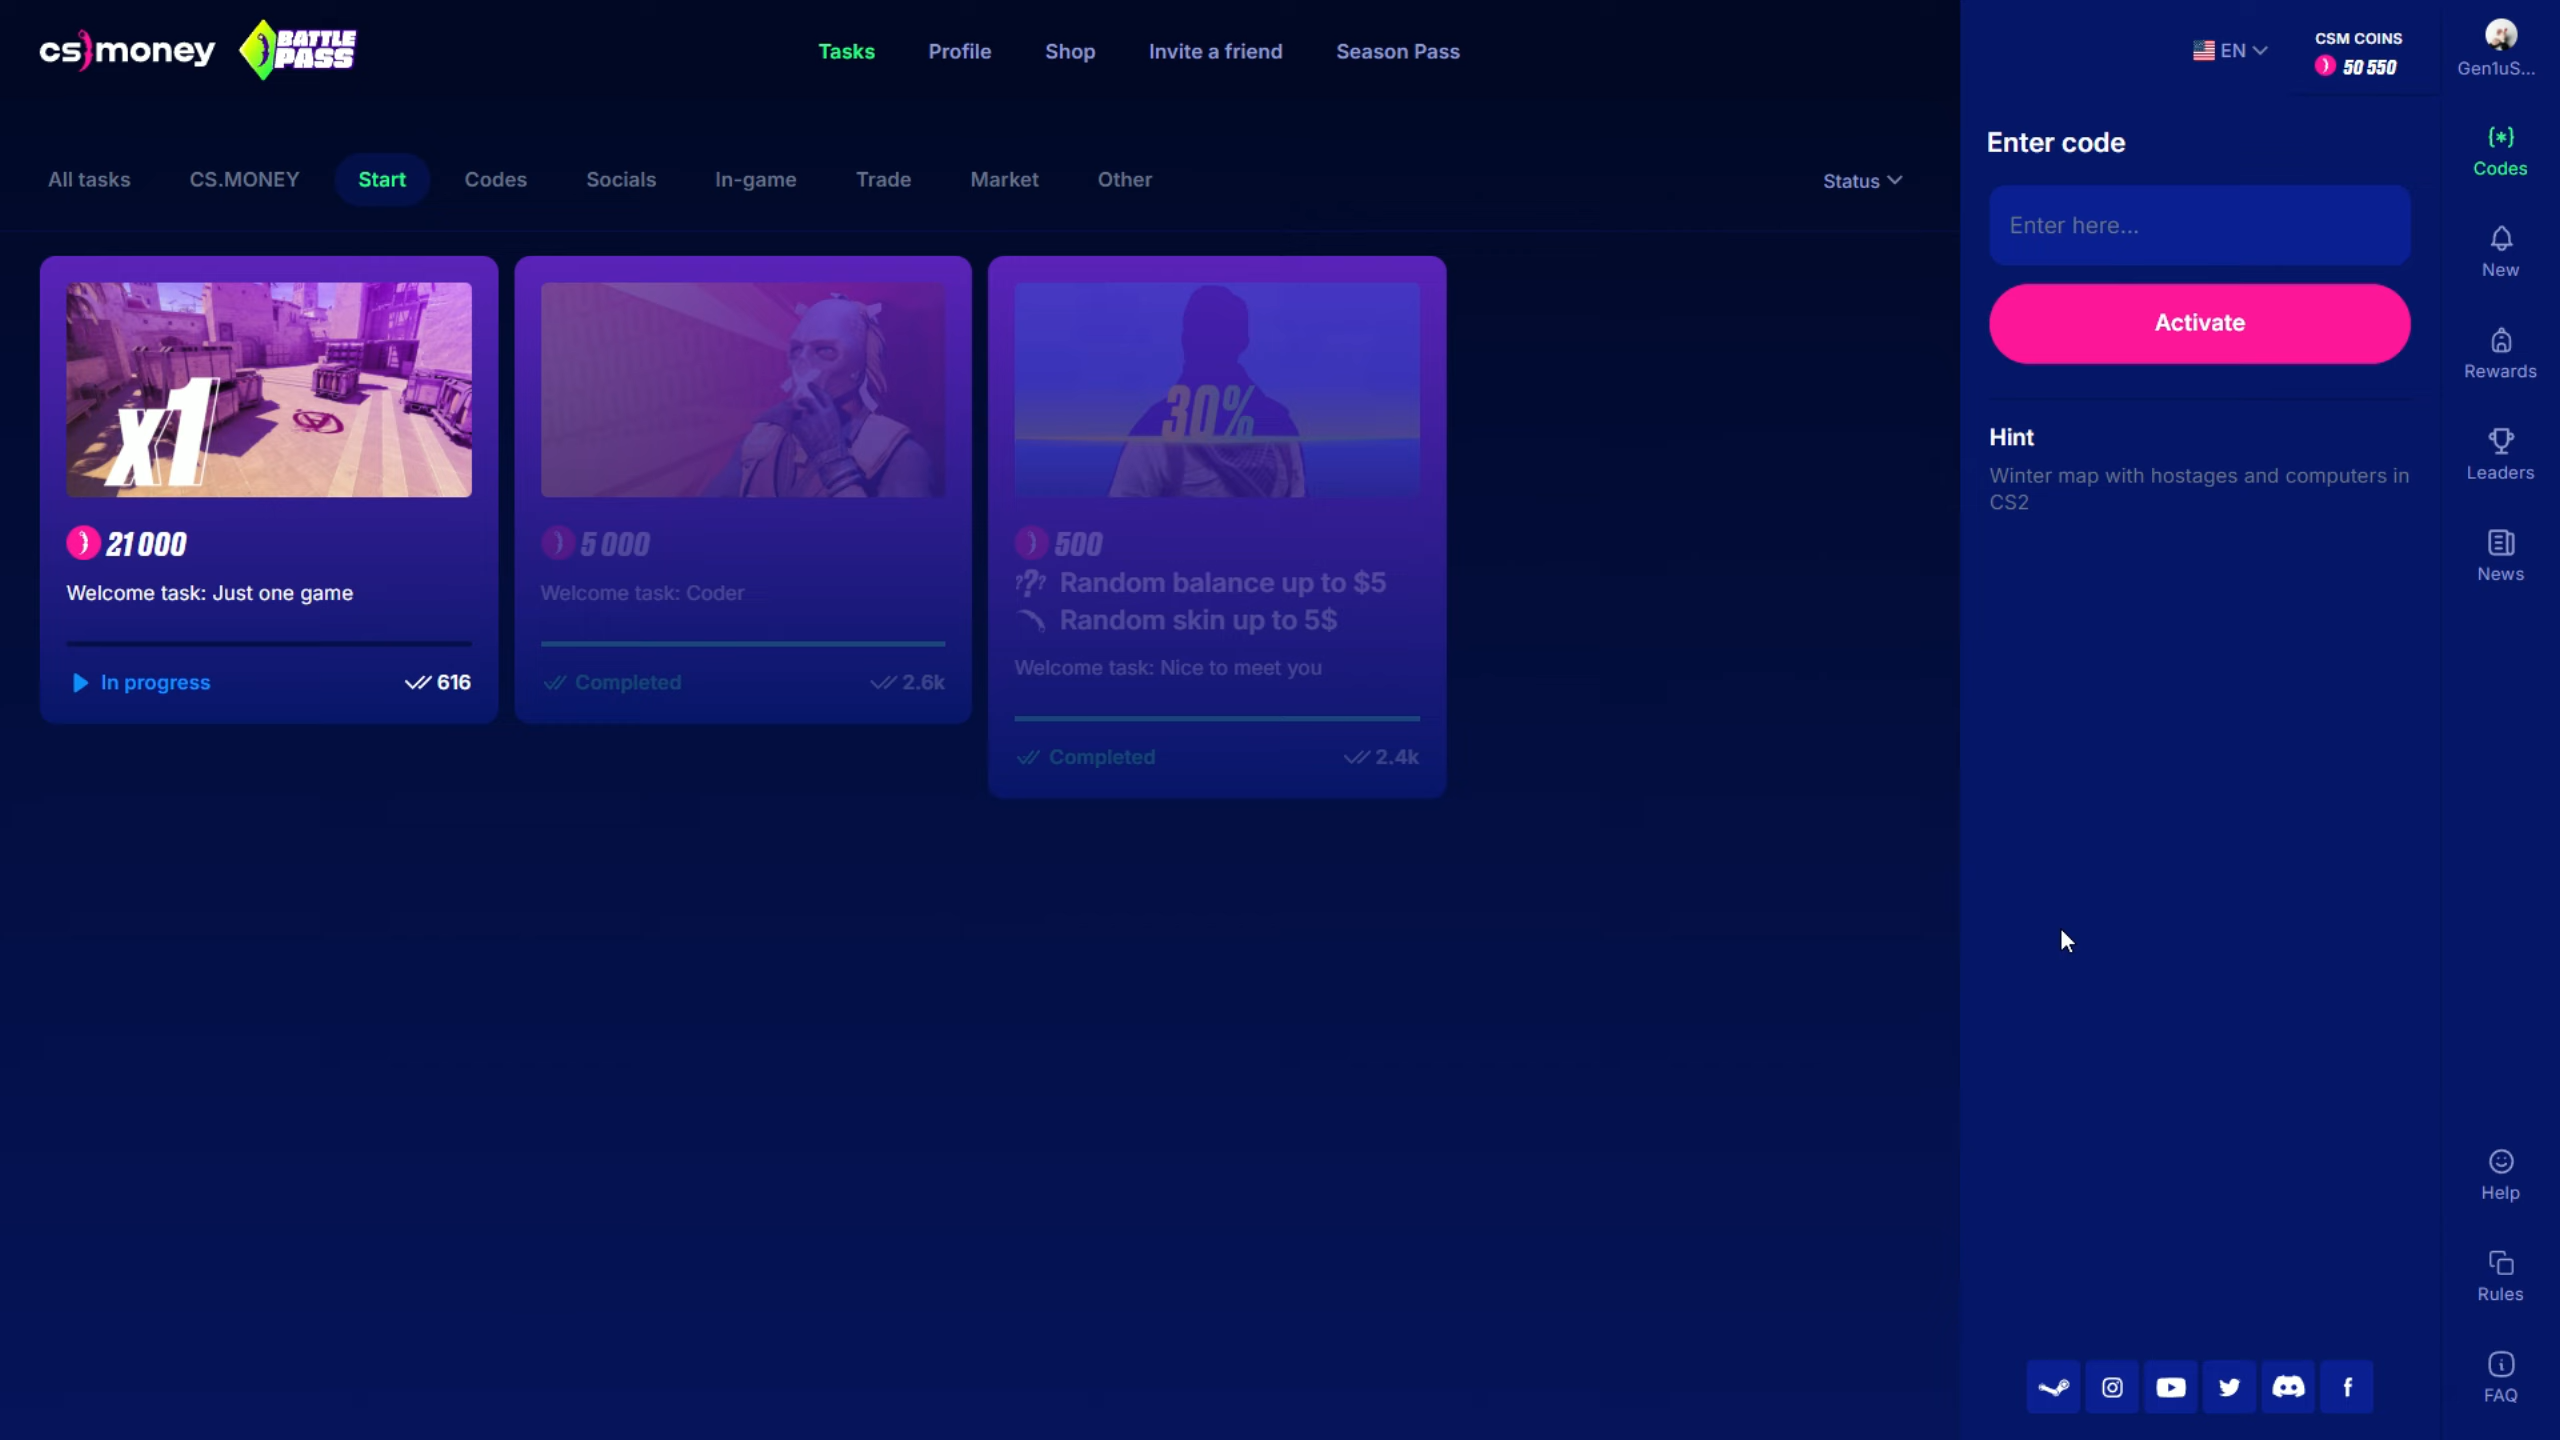 cs money BATTLE PASS
Tasks Profile Shop Invite a friend Season Pass
EN
CSM COINS
50 550
Gen1uS...
All tasks CS.MONEY Start Codes Socials In-game Trade Market Other
Status
x1
21 000
Welcome task: Just one game
In progress 616
5 000
Welcome task: Coder
Completed 2.6k
30%
500
??? Random balance up to $5
Random skin up to 5$
Welcome task: Nice to meet you
Completed 2.4k
Enter code
Enter here...
Activate
Hint
Winter map with hostages and computers in
CS2
Codes
New
Rewards
Leaders
News
Help
Rules
FAQ